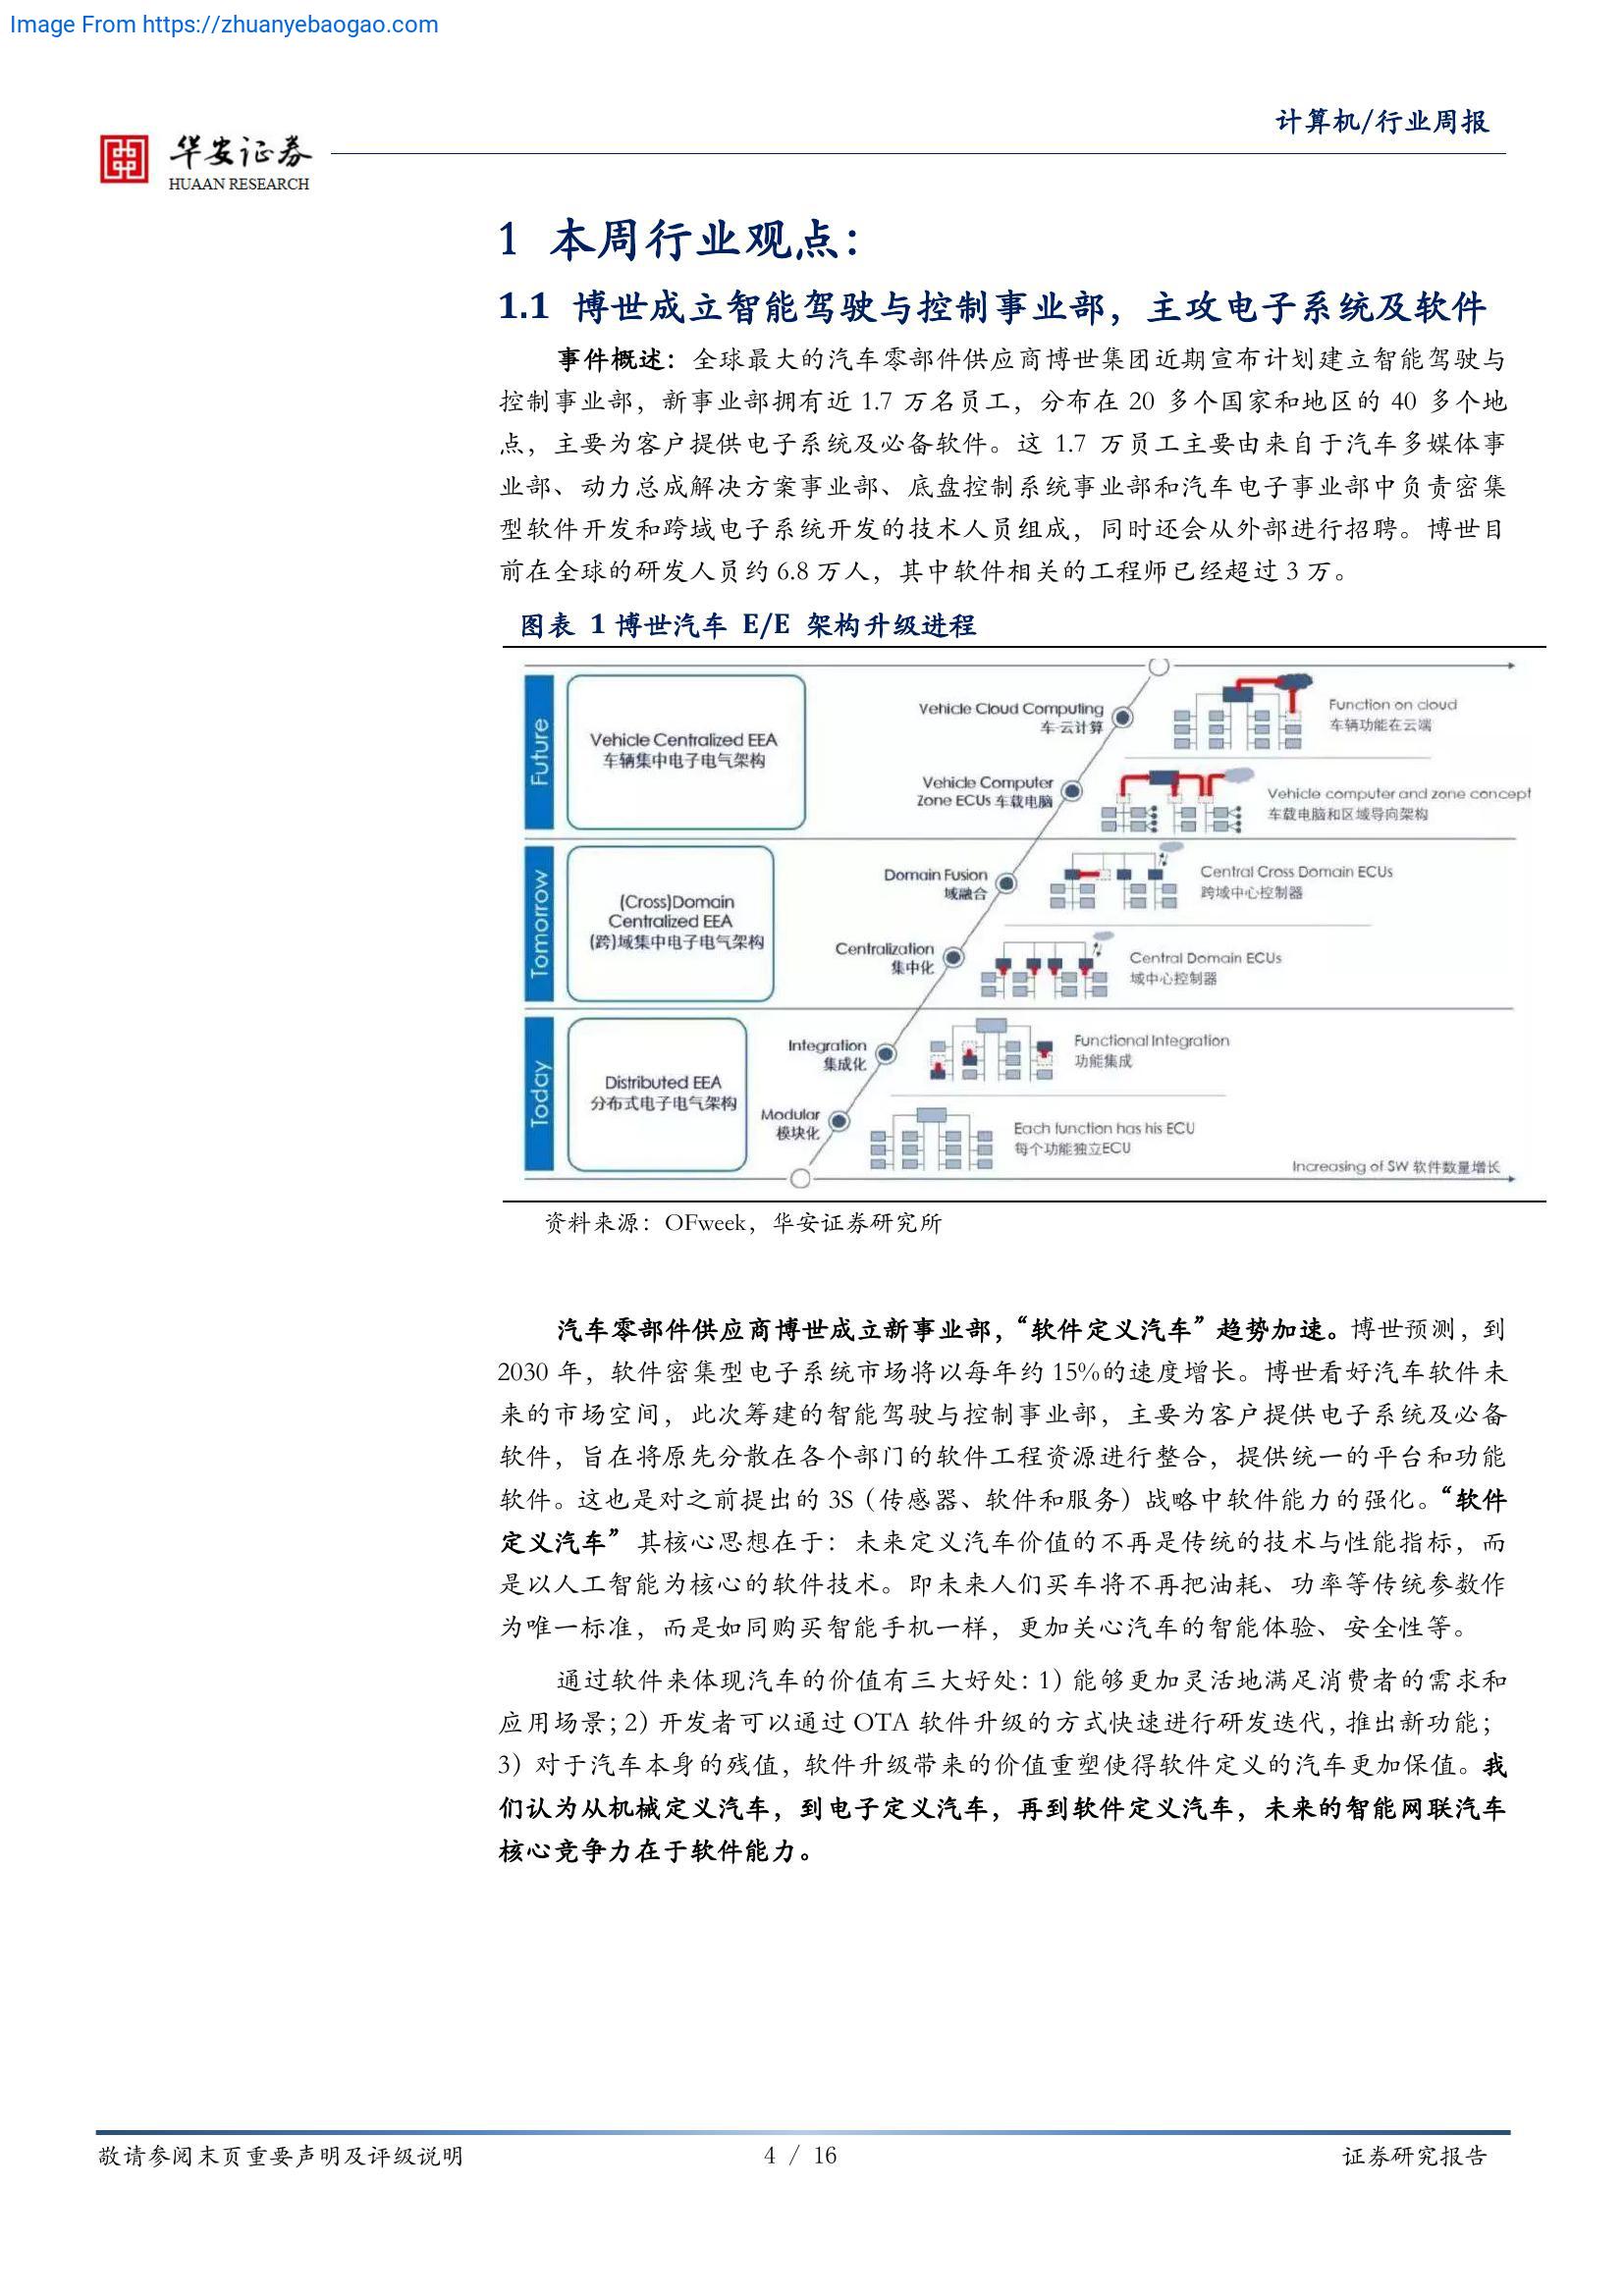 Image From https://zhuanyebaogao.com
计算机/行业周报
华安证券
HUAAN RESEARCH
1 本周行业观点：
1.1 博世成立智能驾驶与控制事业部，主攻电子系统及软件
事件概述：全球最大的汽车零部件供应商博世集团近期宣布计划建立智能驾驶与
控制事业部，新事业部拥有近 1.7 万名员工，分布在 20 多个国家和地区的 40 多个地
点，主要为客户提供电子系统及必备软件。这 1.7 万员工主要由来自于汽车多媒体事
业部、动力总成解决方案事业部、底盘控制系统事业部和汽车电子事业部中负责密集
型软件开发和跨域电子系统开发的技术人员组成，同时还会从外部进行招聘。博世目
前在全球的研发人员约 6.8 万人，其中软件相关的工程师已经超过 3 万。
图表 1 博世汽车 E/E 架构升级进程
Future
Vehicle Centralized EEA
车辆集中电子电气架构
Vehicle Cloud Computing
车-云计算
Function on cloud
车辆功能在云端
Vehicle Computer
Zone ECUs 车载电脑
Vehicle computer and zone concept
车载电脑和区域导向架构
Tomorrow
(Cross)Domain
Centralized EEA
(跨)域集中电子电气架构
Domain Fusion
域融合
Central Cross Domain ECUs
跨域中心控制器
Centralization
集中化
Central Domain ECUs
域中心控制器
Today
Distributed EEA
分布式电子电气架构
Integration
集成化
Functional Integration
功能集成
Modular
模块化
Each function has his ECU
每个功能独立ECU
Increasing of SW 软件数量增长
资料来源：OFweek，华安证券研究所
汽车零部件供应商博世成立新事业部，“软件定义汽车”趋势加速。博世预测，到
2030 年，软件密集型电子系统市场将以每年约 15%的速度增长。博世看好汽车软件未
来的市场空间，此次筹建的智能驾驶与控制事业部，主要为客户提供电子系统及必备
软件，旨在将原先分散在各个部门的软件工程资源进行整合，提供统一的平台和功能
软件。这也是对之前提出的 3S（传感器、软件和服务）战略中软件能力的强化。“软件
定义汽车”其核心思想在于：未来定义汽车价值的不再是传统的技术与性能指标，而
是以人工智能为核心的软件技术。即未来人们买车将不再把油耗、功率等传统参数作
为唯一标准，而是如同购买智能手机一样，更加关心汽车的智能体验、安全性等。
通过软件来体现汽车的价值有三大好处：1）能够更加灵活地满足消费者的需求和
应用场景；2）开发者可以通过 OTA 软件升级的方式快速进行研发迭代，推出新功能；
3）对于汽车本身的残值，软件升级带来的价值重塑使得软件定义的汽车更加保值。我
们认为从机械定义汽车，到电子定义汽车，再到软件定义汽车，未来的智能网联汽车
核心竞争力在于软件能力。
敬请参阅末页重要声明及评级说明
4 / 16
证券研究报告